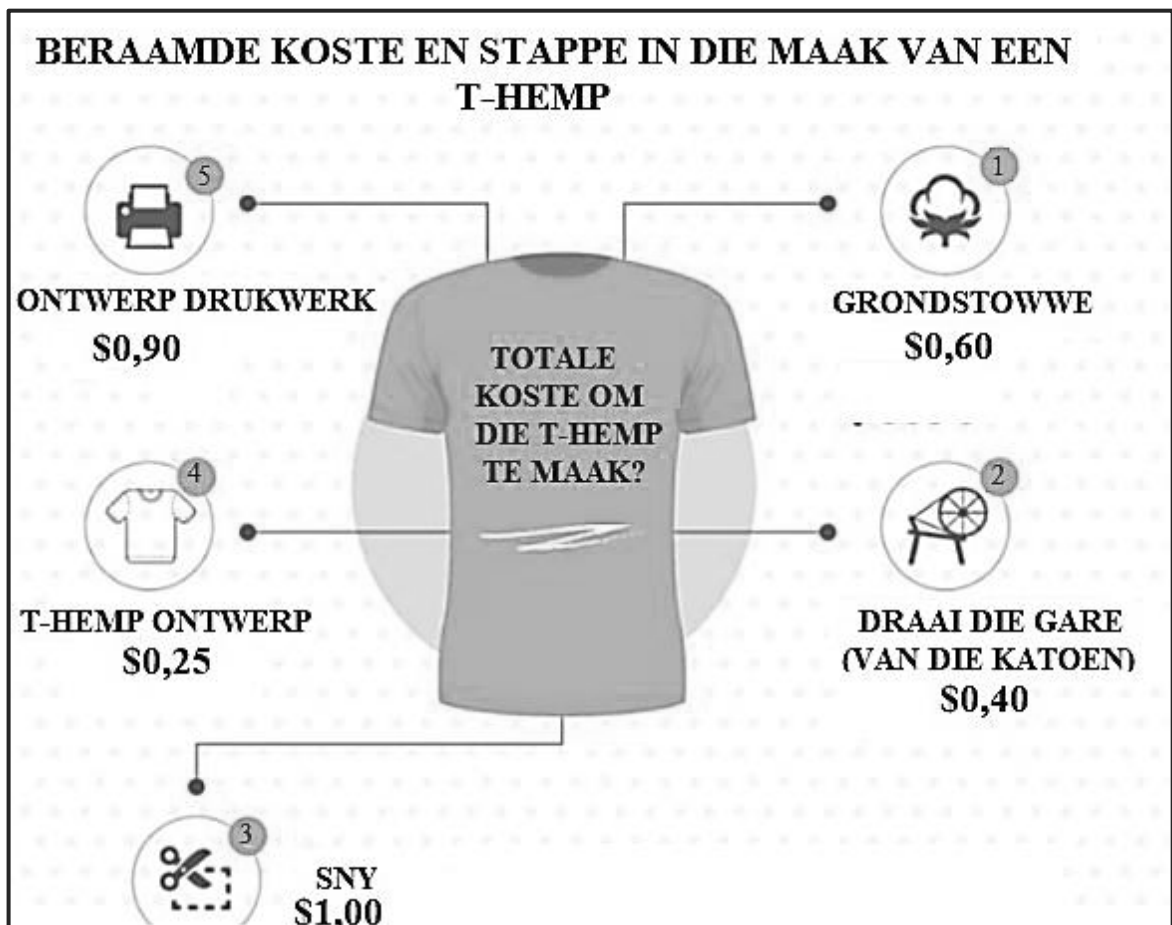 BERAAMDE KOSTE EN STAPPE IN DIE MAAK VAN EEN
T-HEMP
5
ONTWERP DRUKWERK
$0,90
1
GRONDSTOWWE
$0,60
TOTALE
KOSTE OM
DIE T-HEMP
TE MAAK?
4
T-HEMP ONTWERP
$0,25
2
DRAAI DIE GARE
(VAN DIE KATOEN)
$0,40
3
SNY
$1,00